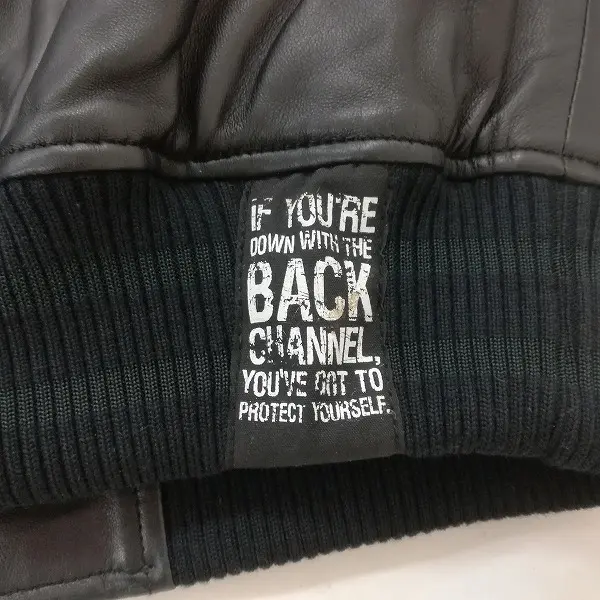 IF YOU'RE
DOWN WITH THE
BACK
CHANNEL,
YOU'VE GOT TO
PROTECT YOURSELF.